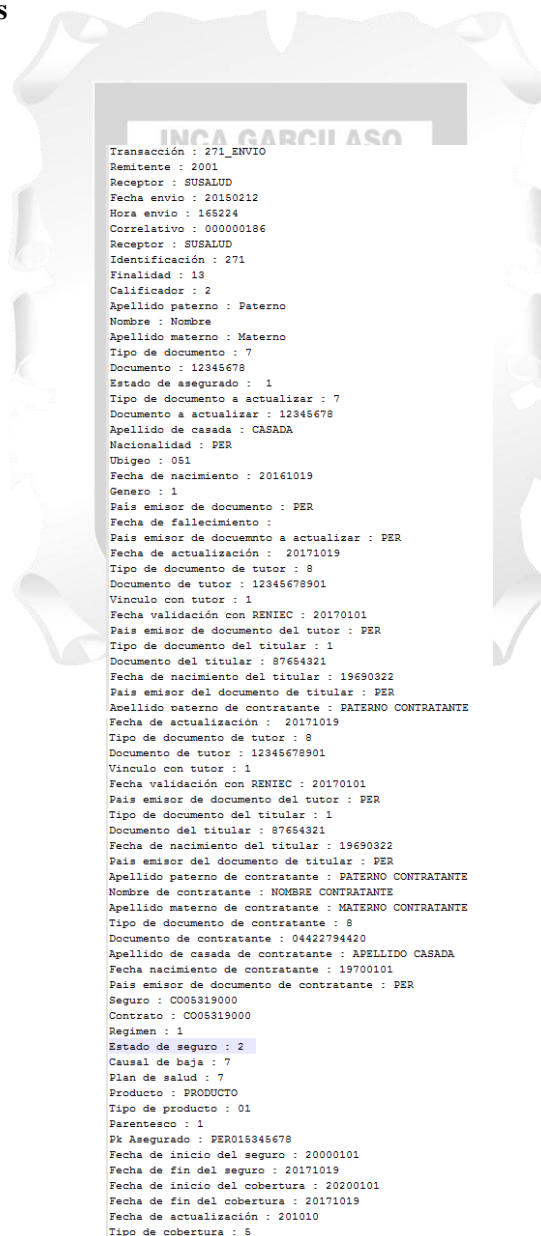 s
INCA GARCILASO
Transacción : 271_ENVIO
Remitente : 2001
Receptor : SUSALUD
Fecha envio : 20150212
Hora envio : 165224
Correlativo : 000000186
Receptor : SUSALUD
Identificación : 271
Finalidad : 13
Calificador : 2
Apellido paterno : Paterno
Nombre : Nombre
Apellido materno : Materno
Tipo de documento : 7
Documento : 12345678
Estado de asegurado :  1
Tipo de documento a actualizar : 7
Documento a actualizar : 12345678
Apellido de casada : CASADA
Nacionalidad : PER
Ubigeo : 051
Fecha de nacimiento : 20161019
Genero : 1
País emisor de documento : PER
Fecha de fallecimiento :
Pais emisor de docuemnto a actualizar : PER
Fecha de actualización :  20171019
Tipo de documento de tutor : 8
Documento de tutor : 12345678901
Vinculo con tutor : 1
Fecha validación con RENIEC : 20170101
Pais emisor de documento del tutor : PER
Tipo de documento del titular : 1
Documento del titular : 87654321
Fecha de nacimiento del titular : 19690322
Pais emisor del documento de titular : PER
Apellido paterno de contratante : PATERNO CONTRATANTE
Fecha de actualización :  20171019
Tipo de documento de tutor : 8
Documento de tutor : 12345678901
Vinculo con tutor : 1
Fecha validación con RENIEC : 20170101
Pais emisor de documento del tutor : PER
Tipo de documento del titular : 1
Documento del titular : 87654321
Fecha de nacimiento del titular : 19690322
Pais emisor del documento de titular : PER
Apellido paterno de contratante : PATERNO CONTRATANTE
Nombre de contratante : NOMBRE CONTRATANTE
Apellido materno de contratante : MATERNO CONTRATANTE
Tipo de documento de contratante : 8
Documento de contratante : 04422794420
Apellido de casada de contratante : APELLIDO CASADA
Fecha nacimiento de contratante : 19700101
Pais emisor de documento de contratante : PER
Seguro : CO05319000
Contrato : CO05319000
Regimen : 1
Estado de seguro : 2
Causal de baja : 7
Plan de salud : 7
Producto : PRODUCTO
Tipo de producto : 01
Parentesco : 1
Pk Asegurado : PER015345678
Fecha de inicio del seguro : 20000101
Fecha de fin del seguro : 20171019
Fecha de inicio del cobertura : 20200101
Fecha de fin del cobertura : 20171019
Fecha de actualización : 201010
Tipo de cobertura : 5